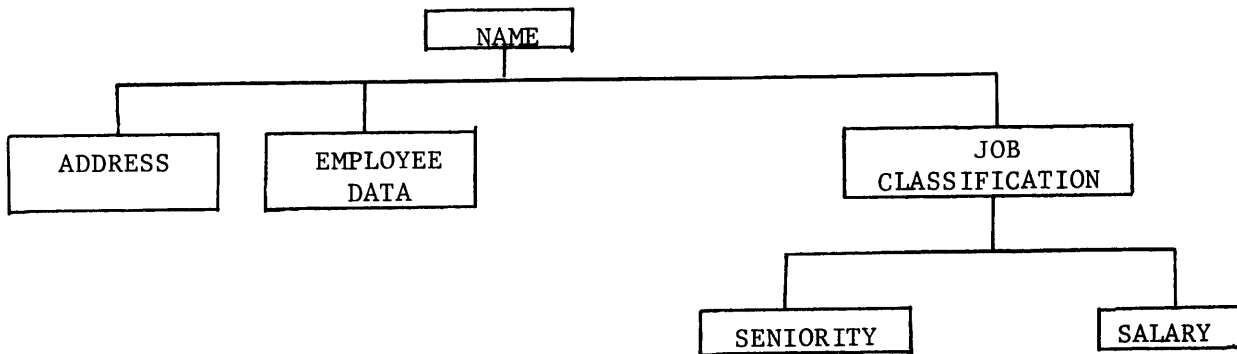 NAME
ADDRESS
EMPLOYEE
DATA
JOB
CLASSIFICATION
SENIORITY
SALARY